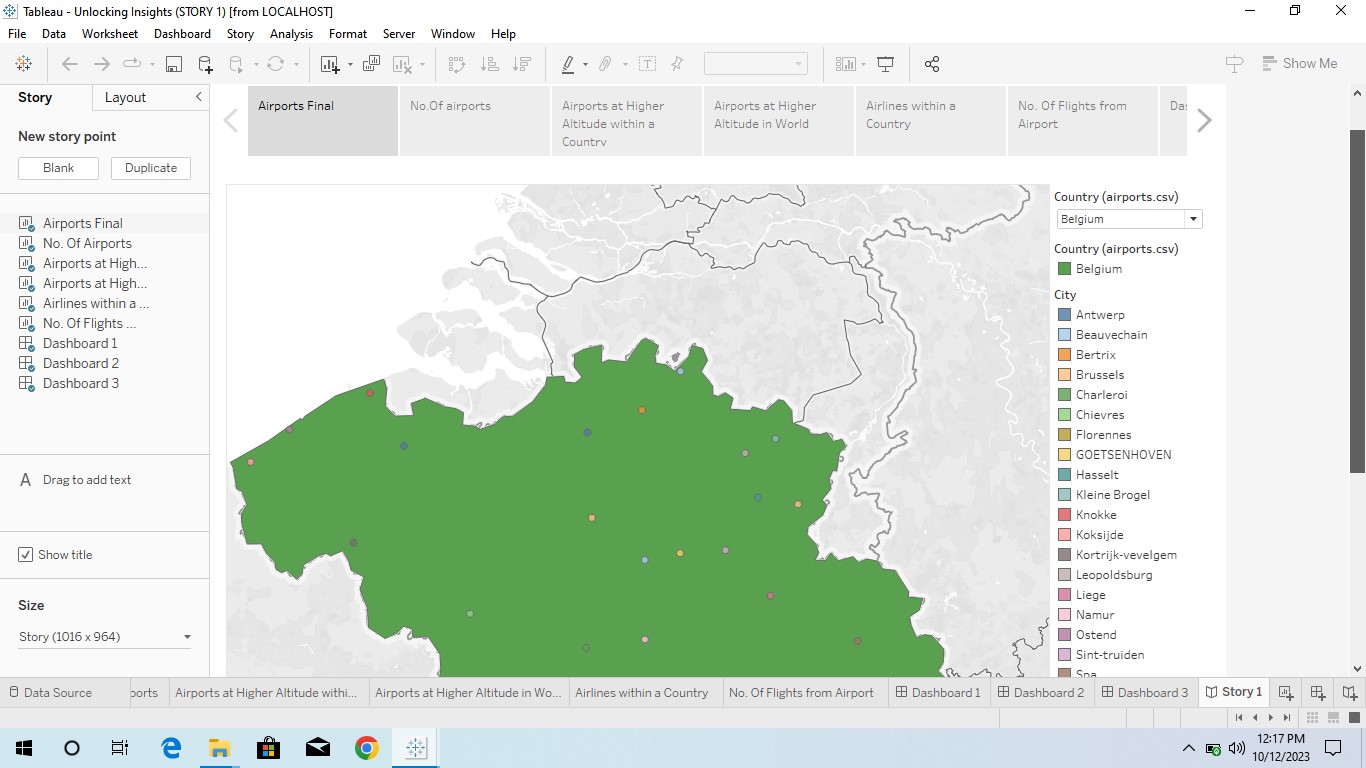 Tableau - Unlocking Insights (STORY 1) [from LOCALHOST]
File Data Worksheet Dashboard Story Analysis Format Server Window Help
Show Me
Story Layout
New story point
Blank Duplicate
Airports Final
No. Of Airports
Airports at High...
Airports at High...
Airlines within a ...
No. Of Flights ...
Dashboard 1
Dashboard 2
Dashboard 3
A Drag to add text
Show title
Size
Story (1016 x 964)
Airports Final
No.Of airports
Airports at Higher
Altitude within a
Country
Airports at Higher
Altitude in World
Airlines within a
Country
No. Of Flights from
Airport
Das
Country (airports.csv)
Belgium
Country (airports.csv)
Belgium
City
Antwerp
Beauvechain
Bertrix
Brussels
Charleroi
Chievres
Florennes
GOETSENHOVEN
Hasselt
Kleine Brogel
Knokke
Koksijde
Kortrijk-vevelgem
Leopoldsburg
Liege
Namur
Ostend
Sint-truiden
Spa
Data Source ports Airports at Higher Altitude withi... Airports at Higher Altitude in Wo... Airlines within a Country No. Of Flights from Airport Dashboard 1 Dashboard 2 Dashboard 3 Story 1
12:17 PM
10/12/2023